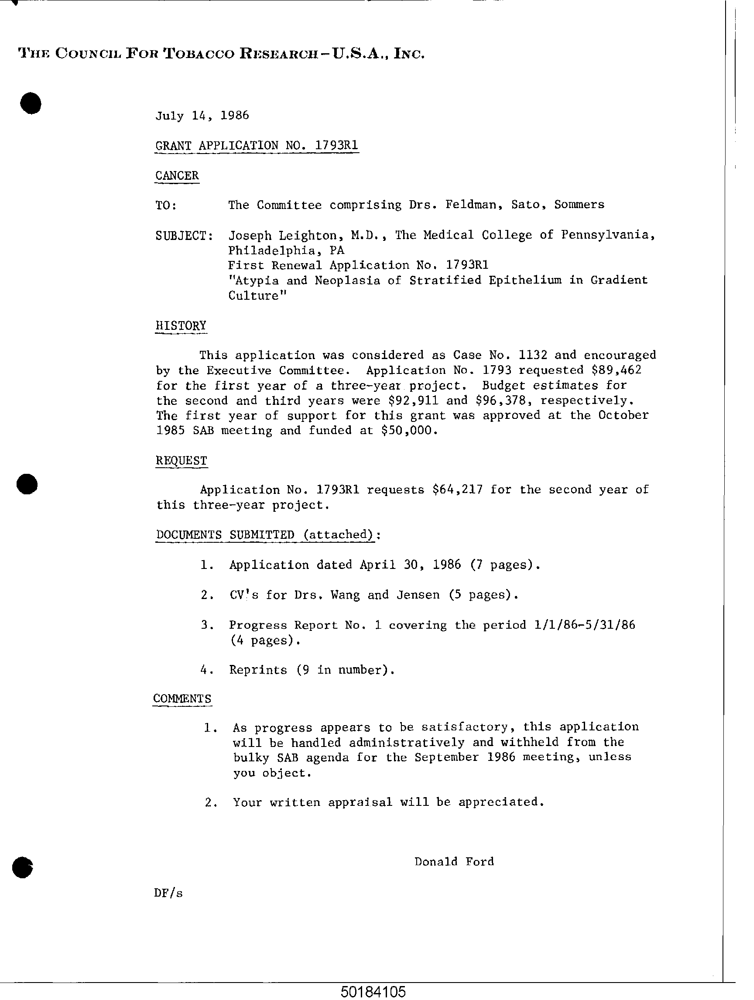 THE COUNCIL FOR TOBACCO RESEARCH–U.S.A., INC.
July 14, 1986
GRANT APPLICATION NO. 1793R1
CANCER
TO: The Committee comprising Drs. Feldman, Sato, Sommers
SUBJECT: Joseph Leighton, M.D., The Medical College of Pennsylvania,
Philadelphia, PA
First Renewal Application No. 1793R1
"Atypia and Neoplasia of Stratified Epithelium in Gradient
Culture"
HISTORY
This application was considered as Case No. 1132 and encouraged
by the Executive Committee. Application No. 1793 requested $89,462
for the first year of a three-year project. Budget estimates for
the second and third years were $92,911 and $96,378, respectively.
The first year of support for this grant was approved at the October
1985 SAB meeting and funded at $50,000.
REQUEST
Application No. 1793R1 requests $64,217 for the second year of
this three-year project.
DOCUMENTS SUBMITTED (attached):
1. Application dated April 30, 1986 (7 pages).
2. CV's for Drs. Wang and Jensen (5 pages).
3. Progress Report No. 1 covering the period 1/1/86-5/31/86
(4 pages).
4. Reprints (9 in number).
COMMENTS
1. As progress appears to be satisfactory, this application
will be handled administratively and withheld from the
bulky SAB agenda for the September 1986 meeting, unless
you object.
2. Your written appraisal will be appreciated.
Donald Ford
DF/s
50184105